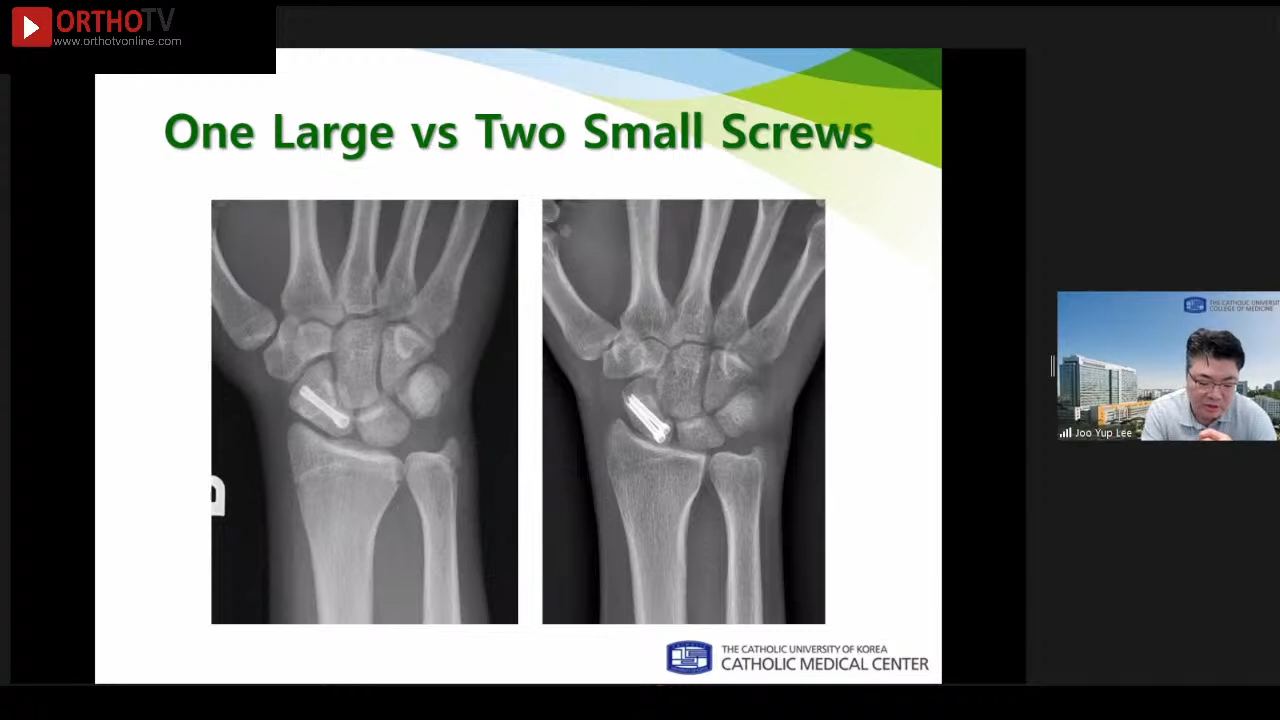 ORTHOTV
www.orthotvonline.com
One Large vs Two Small Screws
THE CATHOLIC UNIVERSITY
COLLEGE OF MEDICINE
Joo Yup Lee
THE CATHOLIC UNIVERSITY OF KOREA
CATHOLIC MEDICAL CENTER